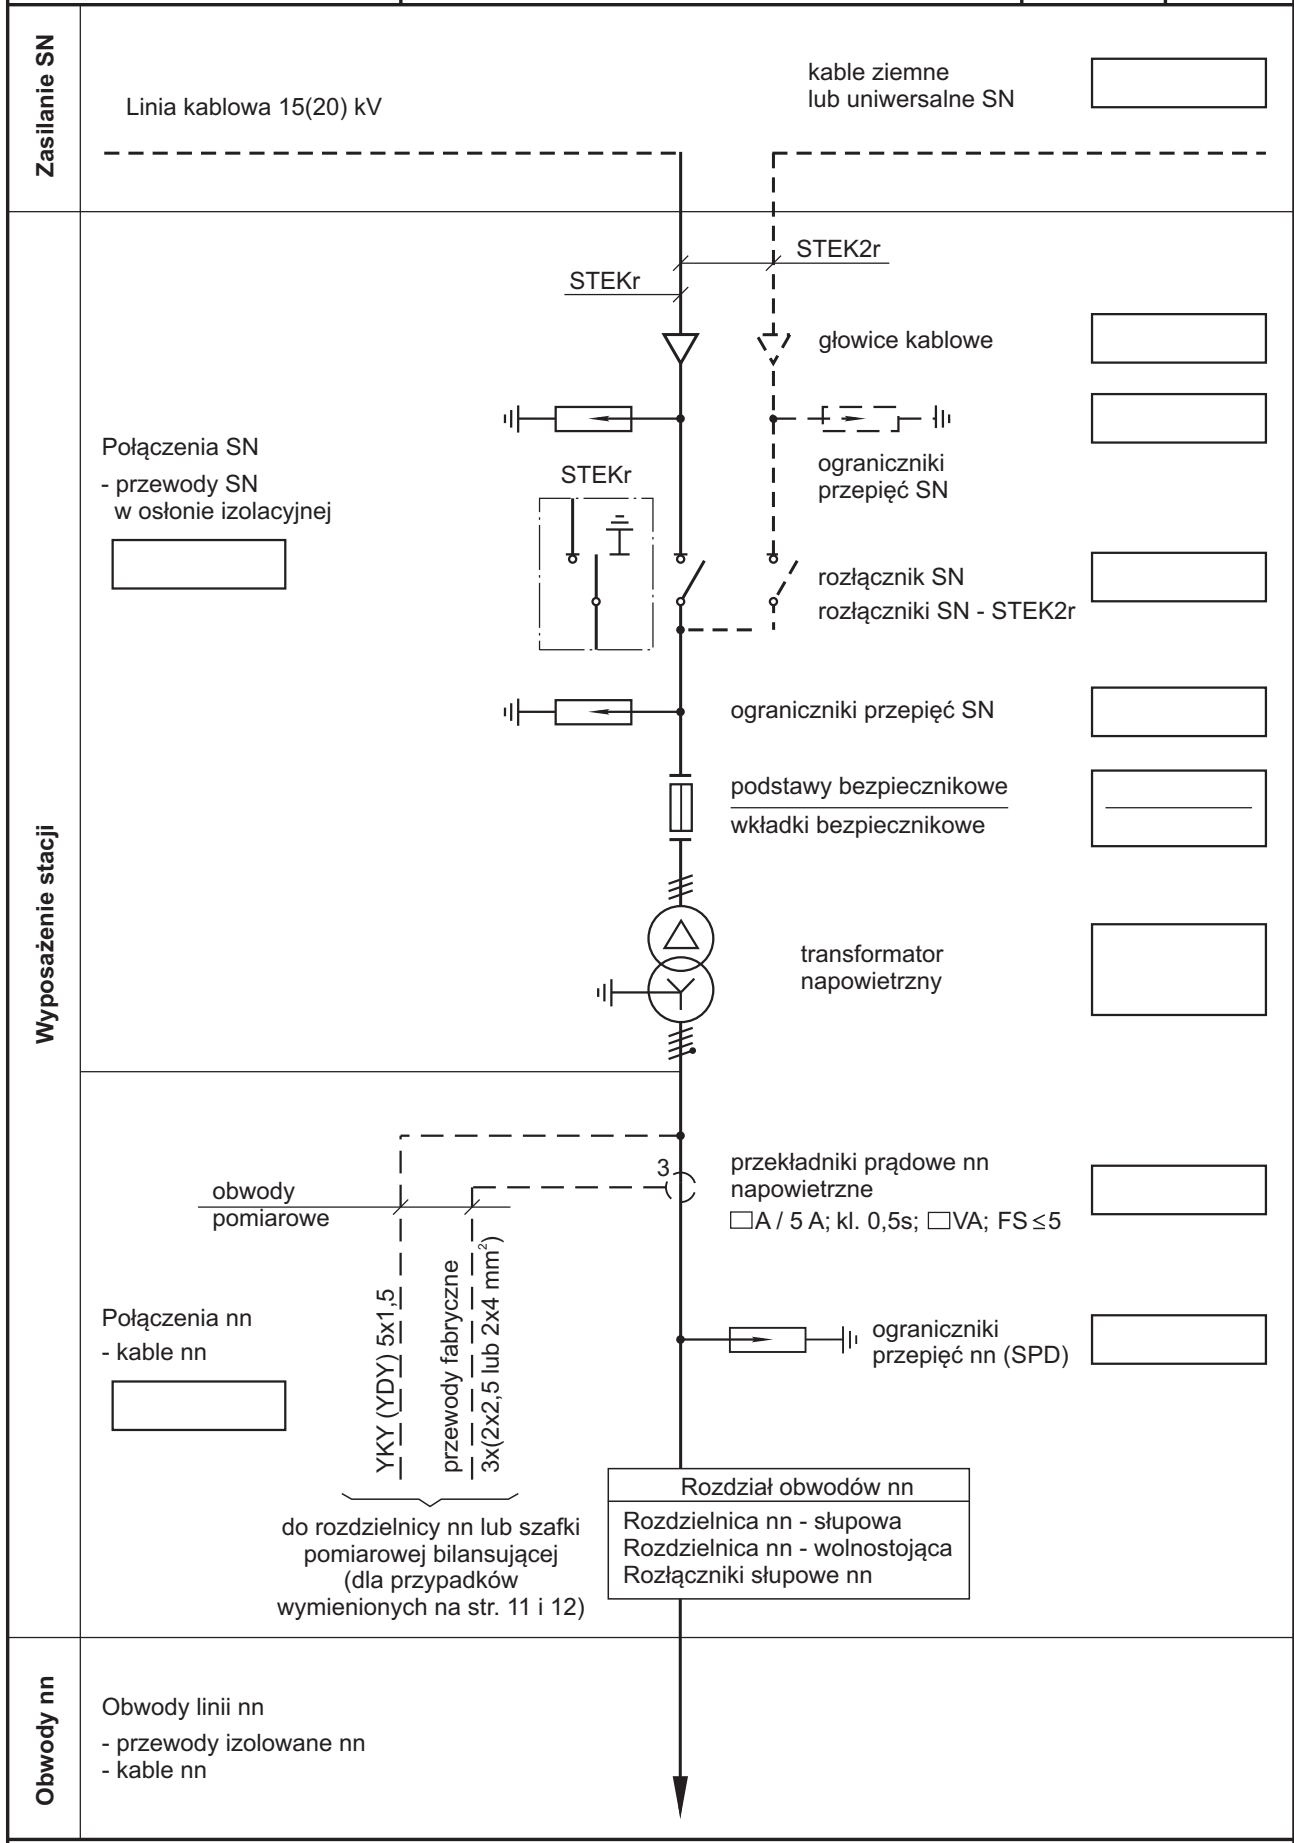 Zasilanie SN
Linia kablowa 15(20) kV
kable ziemne
lub uniwersalne SN
Wyposażenie stacji
STEK2r
STEKr
głowice kablowe
Połączenia SN
- przewody SN
w osłonie izolacyjnej
STEKr
ograniczniki
przepięć SN
rozłącznik SN
rozłączniki SN - STEK2r
ograniczniki przepięć SN
podstawy bezpiecznikowe
wkładki bezpiecznikowe
transformator
napowietrzny
3
przekładniki prądowe nn
napowietrzne
□A / 5 A; kl. 0,5s; □VA; FS ≤ 5
obwody
pomiarowe
YKY (YDY) 5x1,5
przewody fabryczne
3x(2x2,5 lub 2x4 mm²)
Połączenia nn
- kable nn
ograniczniki
przepięć nn (SPD)
do rozdzielnicy nn lub szafki
pomiarowej bilansującej
(dla przypadków
wymienionych na str. 11 i 12)
Rozdział obwodów nn
Rozdzielnica nn - słupowa
Rozdzielnica nn - wolnostojąca
Rozłączniki słupowe nn
Obwody nn
Obwody linii nn
- przewody izolowane nn
- kable nn